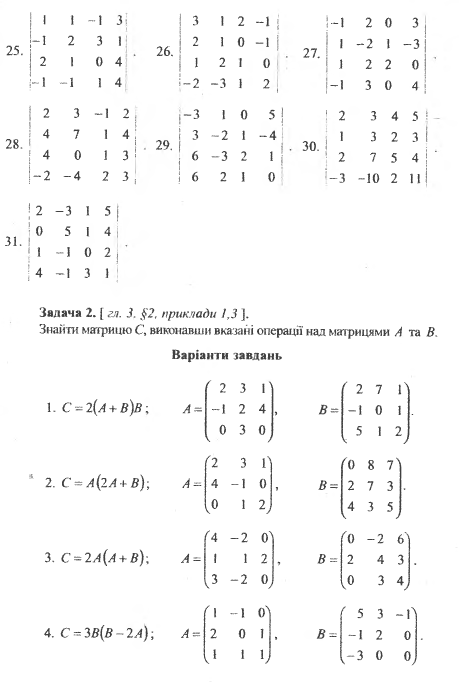 25. | 1 1 -1 3 | 26. | 3 1 2 -1 | 27. | -1 2 0 3 |
| -1 2 3 1 | | 2 1 0 -1 | | 1 -2 1 -3 |
| 2 1 0 4 | | 1 2 1 0 | | 1 2 2 0 |
| -1 -1 1 4 | | -2 -3 1 2 | | -1 3 0 4 |
28. | 2 3 -1 2 | 29. | -3 1 0 5 | 30. | 2 3 4 5 |
| 4 7 1 4 | | 3 -2 1 -4 | | 1 3 2 3 |
| 4 0 1 3 | | 6 -3 2 1 | | 2 7 5 4 |
| -2 -4 2 3 | | 6 2 1 0 | | -3 -10 2 11 |
31. | 2 -3 1 5 |
| 0 5 1 4 |
| 1 -1 0 2 |
| 4 -1 3 1 |
Задача 2. [ гл. 3. §2, приклади 1,3 ].
Знайти матрицю C, виконавши вказані операції над матрицями A та B.
Варіанти завдань
1. C = 2(A + B)B; A = ( 2 3 1 ), B = ( 2 7 1 ).
( -1 2 4 ) ( -1 0 1 )
( 0 3 0 ) ( 5 1 2 )
2. C = A(2A + B); A = ( 2 3 1 ), B = ( 0 8 7 ).
( 4 -1 0 ) ( 2 7 3 )
( 0 1 2 ) ( 4 3 5 )
3. C = 2A(A + B); A = ( 4 -2 0 ), B = ( 0 -2 6 ).
( 1 1 2 ) ( 2 4 3 )
( 3 -2 0 ) ( 0 3 4 )
4. C = 3B(B - 2A); A = ( 1 -1 0 ), B = ( 5 3 -1 ).
( 2 0 1 ) ( -1 2 0 )
( 1 1 1 ) ( -3 0 0 )